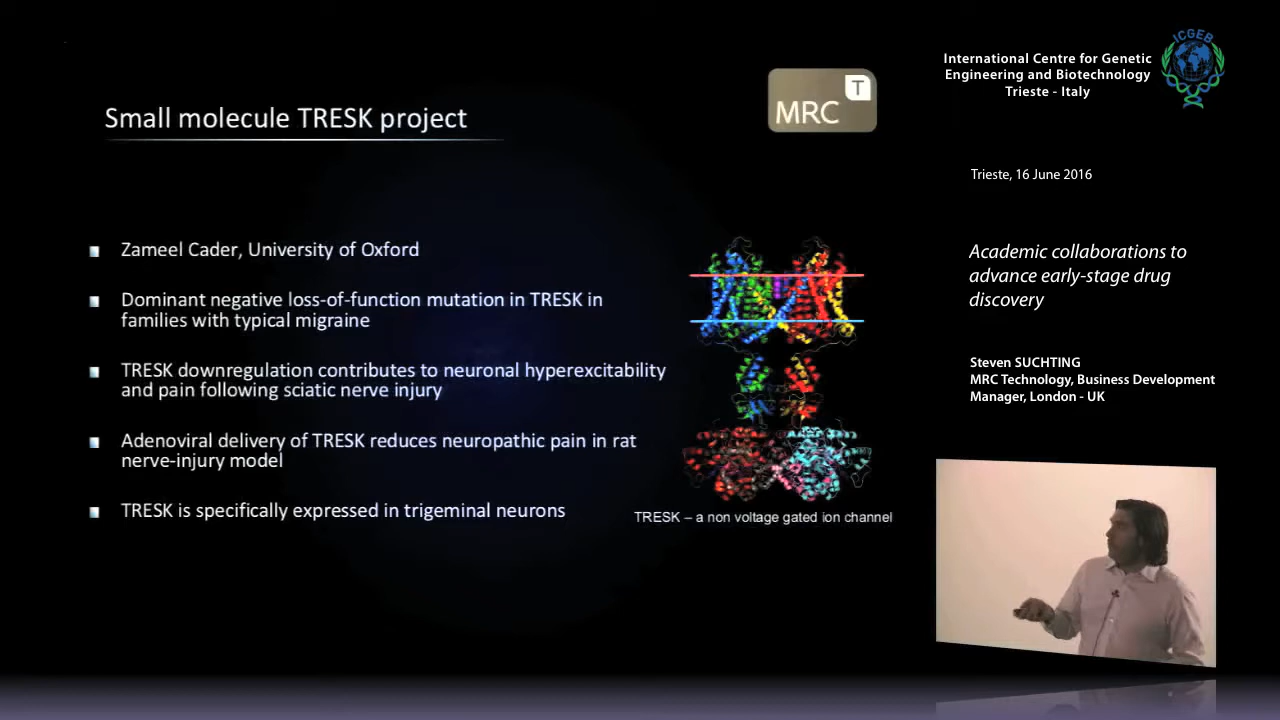 Small molecule TRESK project
MRC
T
Zameel Cader, University of Oxford
Dominant negative loss-of-function mutation in TRESK in
families with typical migraine
TRESK downregulation contributes to neuronal hyperexcitability
and pain following sciatic nerve injury
Adenoviral delivery of TRESK reduces neuropathic pain in rat
nerve-injury model
TRESK is specifically expressed in trigeminal neurons
TRESK – a non voltage gated ion channel
International Centre for Genetic
Engineering and Biotechnology
Trieste - Italy
ICGEB
Trieste, 16 June 2016
Academic collaborations to
advance early-stage drug
discovery
Steven SUCHTING
MRC Technology, Business Development
Manager, London - UK